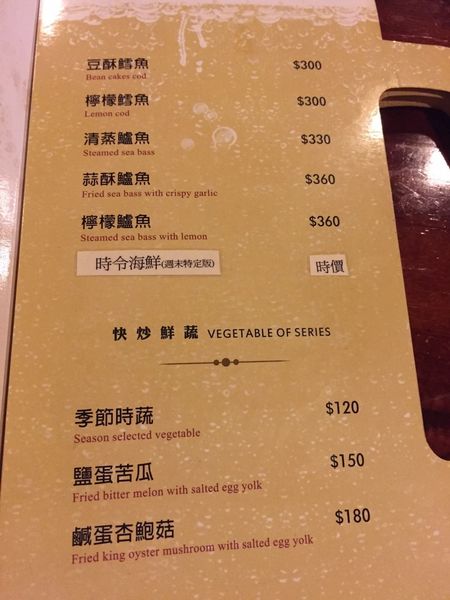 豆酥鱈魚 $300
Bean cakes cod
檸檬鱈魚 $300
Lemon cod
清蒸鱸魚 $330
Steamed sea bass
蒜酥鱸魚 $360
Fried sea bass with crispy garlic
檸檬鱸魚 $360
Steamed sea bass with lemon
時令海鮮(週末特定版) 時價
快炒鮮蔬 VEGETABLE OF SERIES
季節時蔬 $120
Season selected vegetable
鹽蛋苦瓜 $150
Fried bitter melon with salted egg yolk
鹹蛋杏鮑菇 $180
Fried king oyster mushroom with salted egg yolk